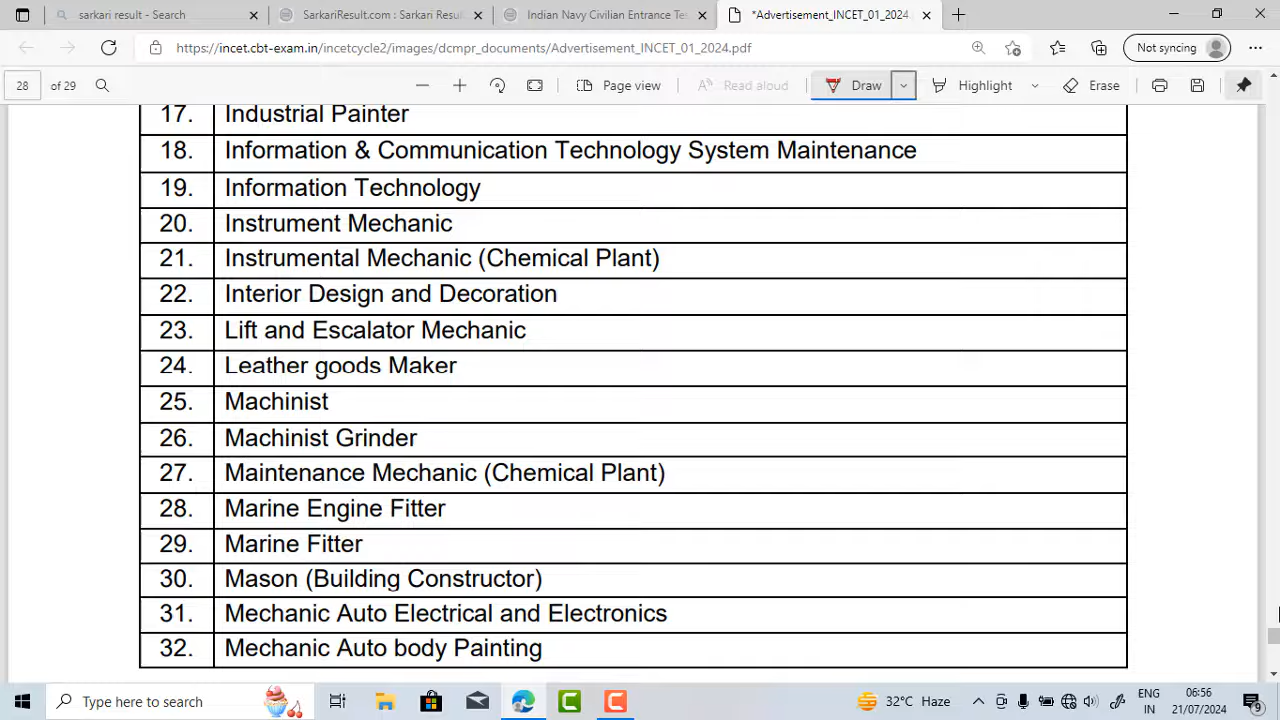 sarkari result - Search
SarkariResult.com : Sarkari Resul
Indian Navy Civilian Entrance Tes
*Advertisement_INCET_01_2024.
https://incet.cbt-exam.in/incetcycle2/images/dcmpr_documents/Advertisement_INCET_01_2024.pdf
Not syncing
28 of 29
Page view
Read aloud
Draw
Highlight
Erase
17. Industrial Painter
18. Information & Communication Technology System Maintenance
19. Information Technology
20. Instrument Mechanic
21. Instrumental Mechanic (Chemical Plant)
22. Interior Design and Decoration
23. Lift and Escalator Mechanic
24. Leather goods Maker
25. Machinist
26. Machinist Grinder
27. Maintenance Mechanic (Chemical Plant)
28. Marine Engine Fitter
29. Marine Fitter
30. Mason (Building Constructor)
31. Mechanic Auto Electrical and Electronics
32. Mechanic Auto body Painting
Type here to search
32°C Haze
ENG
IN
06:56
21/07/2024
9